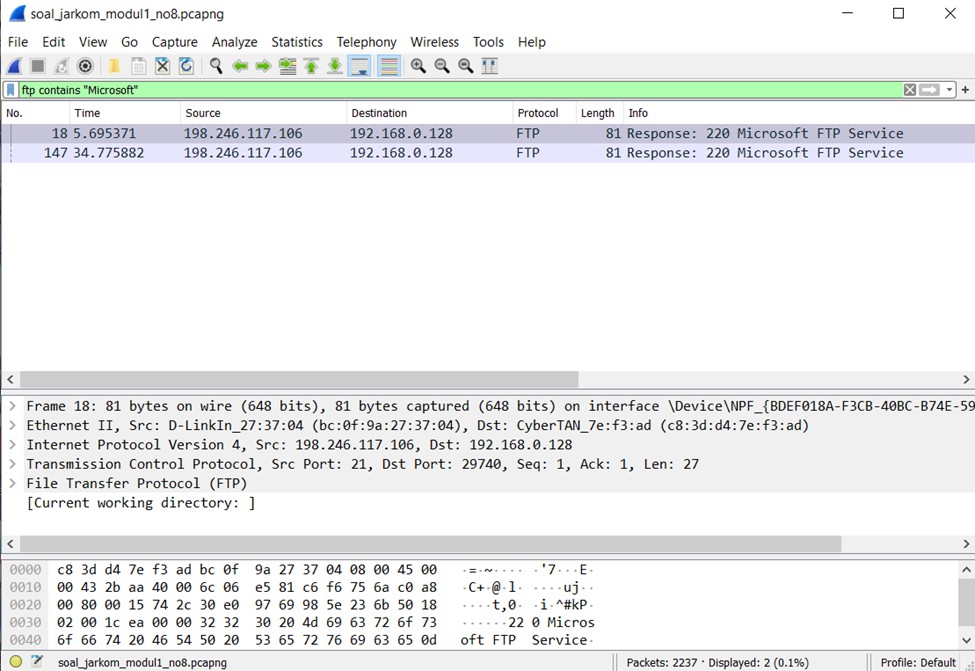 soal_jarkom_modul1_no8.pcapng
File Edit View Go Capture Analyze Statistics Telephony Wireless Tools Help
ftp contains "Microsoft"
No. Time Source Destination Protocol Length Info
18 5.695371 198.246.117.106 192.168.0.128 FTP 81 Response: 220 Microsoft FTP Service
147 34.775882 198.246.117.106 192.168.0.128 FTP 81 Response: 220 Microsoft FTP Service
Frame 18: 81 bytes on wire (648 bits), 81 bytes captured (648 bits) on interface \Device\NPF_{BDEF018A-F3CB-40BC-B74E-59
Ethernet II, Src: D-LinkIn_27:37:04 (bc:0f:9a:27:37:04), Dst: CyberTAN_7e:f3:ad (c8:3d:d4:7e:f3:ad)
Internet Protocol Version 4, Src: 198.246.117.106, Dst: 192.168.0.128
Transmission Control Protocol, Src Port: 21, Dst Port: 29740, Seq: 1, Ack: 1, Len: 27
File Transfer Protocol (FTP)
[Current working directory: ]
0000 c8 3d d4 7e f3 ad bc 0f 9a 27 37 04 08 00 45 00 ·=·~···· ·'7···E·
0010 00 43 2b aa 40 00 6c 06 e5 81 c6 f6 75 6a c0 a8 ·C+·@·l· ····uj··
0020 00 80 00 15 74 2c 30 e0 97 69 98 5e 23 6b 50 18 ····t,0· ·i·^#kP·
0030 02 00 1c ea 00 00 32 32 30 20 4d 69 63 72 6f 73 ······22 0 Micros
0040 6f 66 74 20 46 54 50 20 53 65 72 76 69 63 65 0d oft FTP Service·
soal_jarkom_modul1_no8.pcapng Packets: 2237 · Displayed: 2 (0.1%) Profile: Default